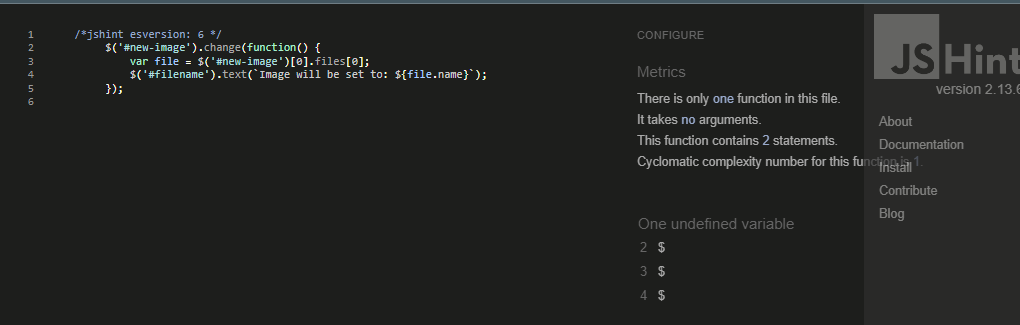 1 /*jshint esversion: 6 */
2 $('#new-image').change(function() {
3 var file = $('#new-image')[0].files[0];
4 $('#filename').text(`Image will be set to: ${file.name}`);
5 });
6
CONFIGURE
Metrics
There is only one function in this file.
It takes no arguments.
This function contains 2 statements.
Cyclomatic complexity number for this function is 1.
One undefined variable
2 $
3 $
4 $
JSHint
version 2.13.6
About
Documentation
Install
Contribute
Blog